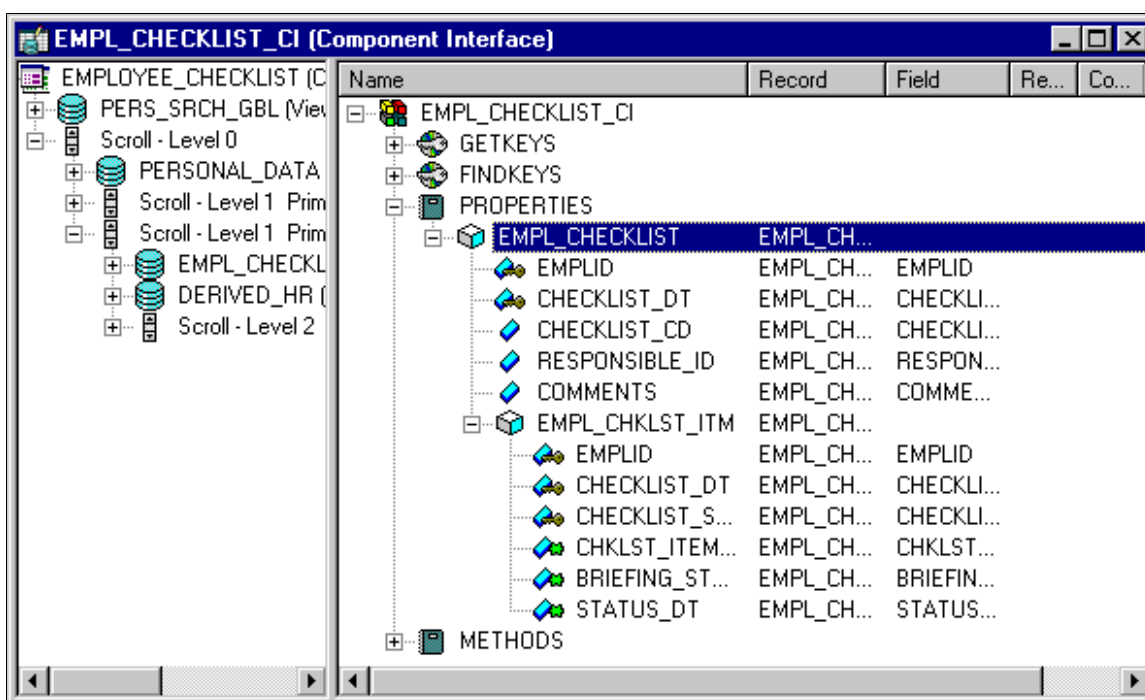 EMPL_CHECKLIST_CI (Component Interface)
EMPLOYEE_CHECKLIST (C
PERS_SRCH_GBL (Viev
Scroll - Level 0
PERSONAL_DATA
Scroll - Level 1 Prim
Scroll - Level 1 Prim
EMPL_CHECKL
DERIVED_HR (
Scroll - Level 2
Name Record Field Re... Co...
EMPL_CHECKLIST_CI
GETKEYS
FINDKEYS
PROPERTIES
EMPL_CHECKLIST EMPL_CH...
EMPLID EMPL_CH... EMPLID
CHECKLIST_DT EMPL_CH... CHECKLI...
CHECKLIST_CD EMPL_CH... CHECKLI...
RESPONSIBLE_ID EMPL_CH... RESPON...
COMMENTS EMPL_CH... COMME...
EMPL_CHKLST_ITM EMPL_CH...
EMPLID EMPL_CH... EMPLID
CHECKLIST_DT EMPL_CH... CHECKLI...
CHECKLIST_S... EMPL_CH... CHECKLI...
CHKLST_ITEM... EMPL_CH... CHKLST...
BRIEFING_ST... EMPL_CH... BRIEFIN...
STATUS_DT EMPL_CH... STATUS...
METHODS